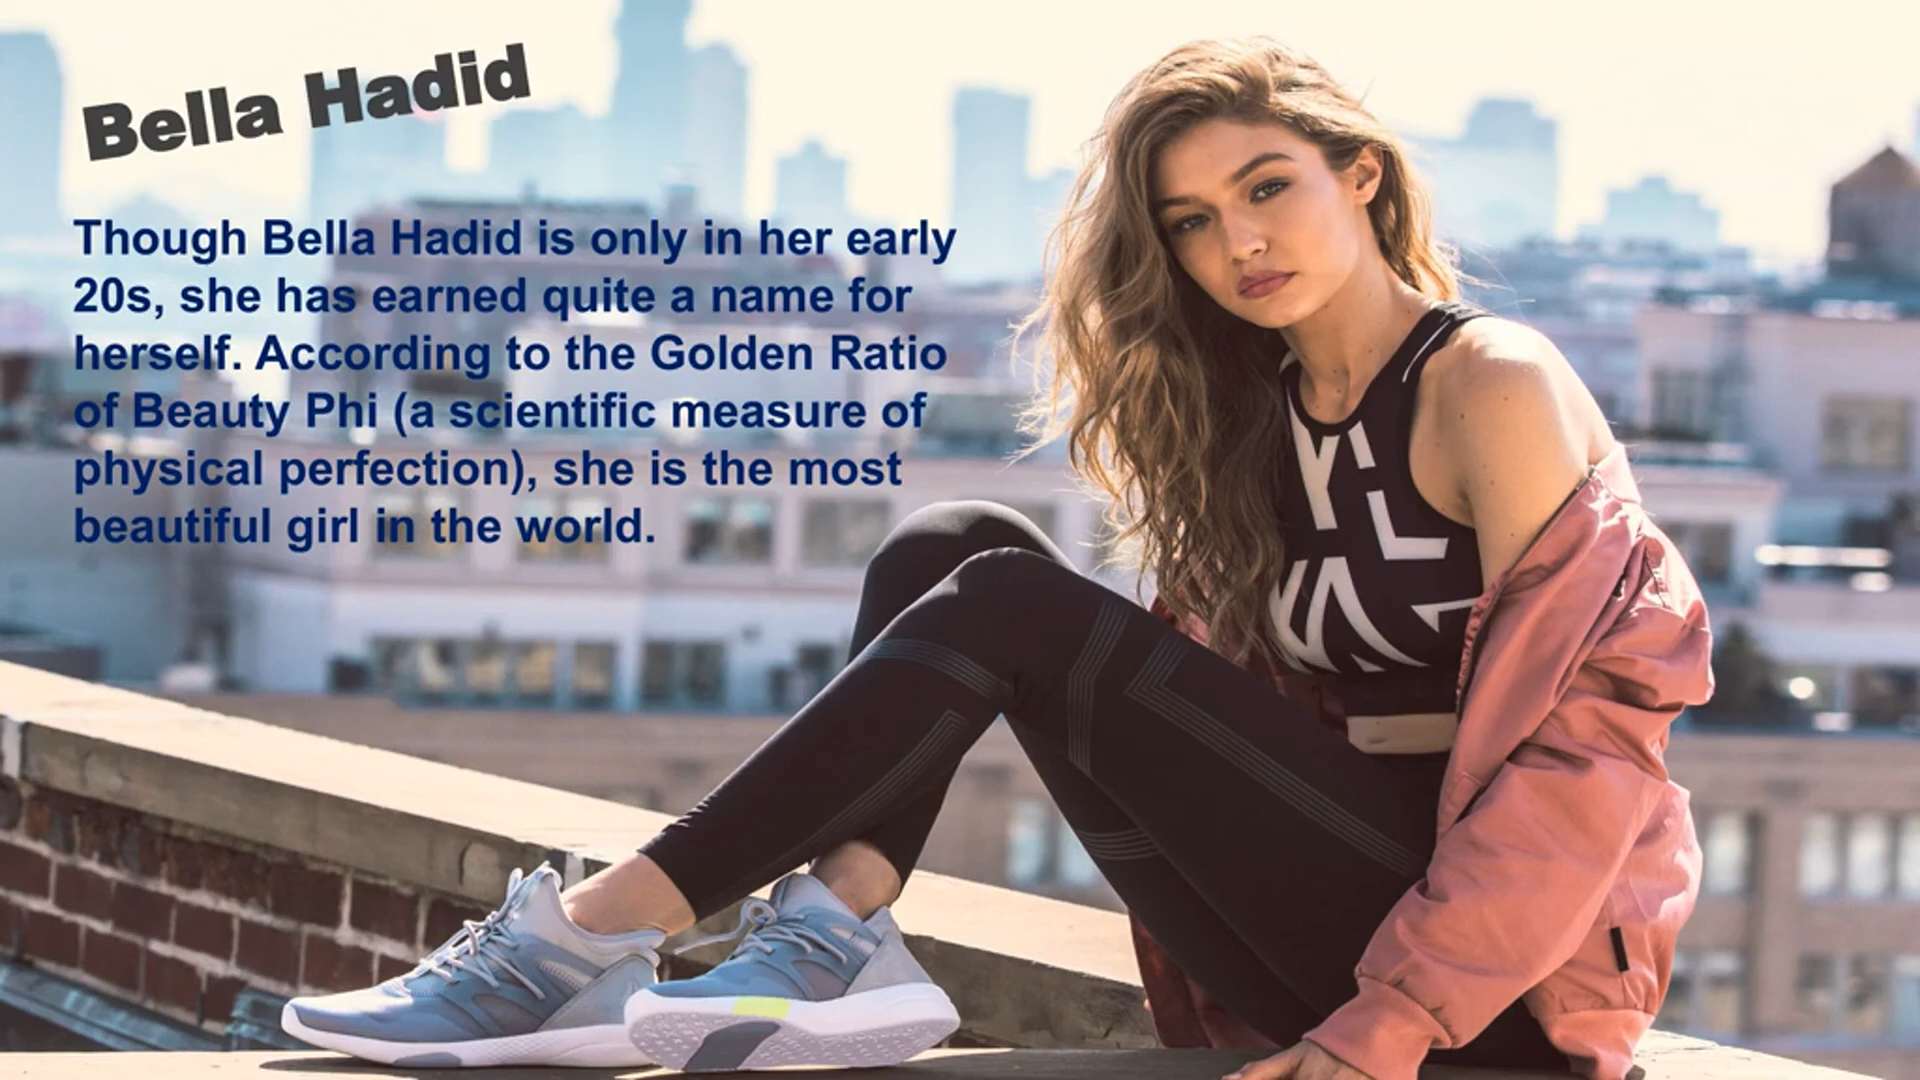 Bella Hadid
Though Bella Hadid is only in her early
20s, she has earned quite a name for
herself. According to the Golden Ratio
of Beauty Phi (a scientific measure of
physical perfection), she is the most
beautiful girl in the world.